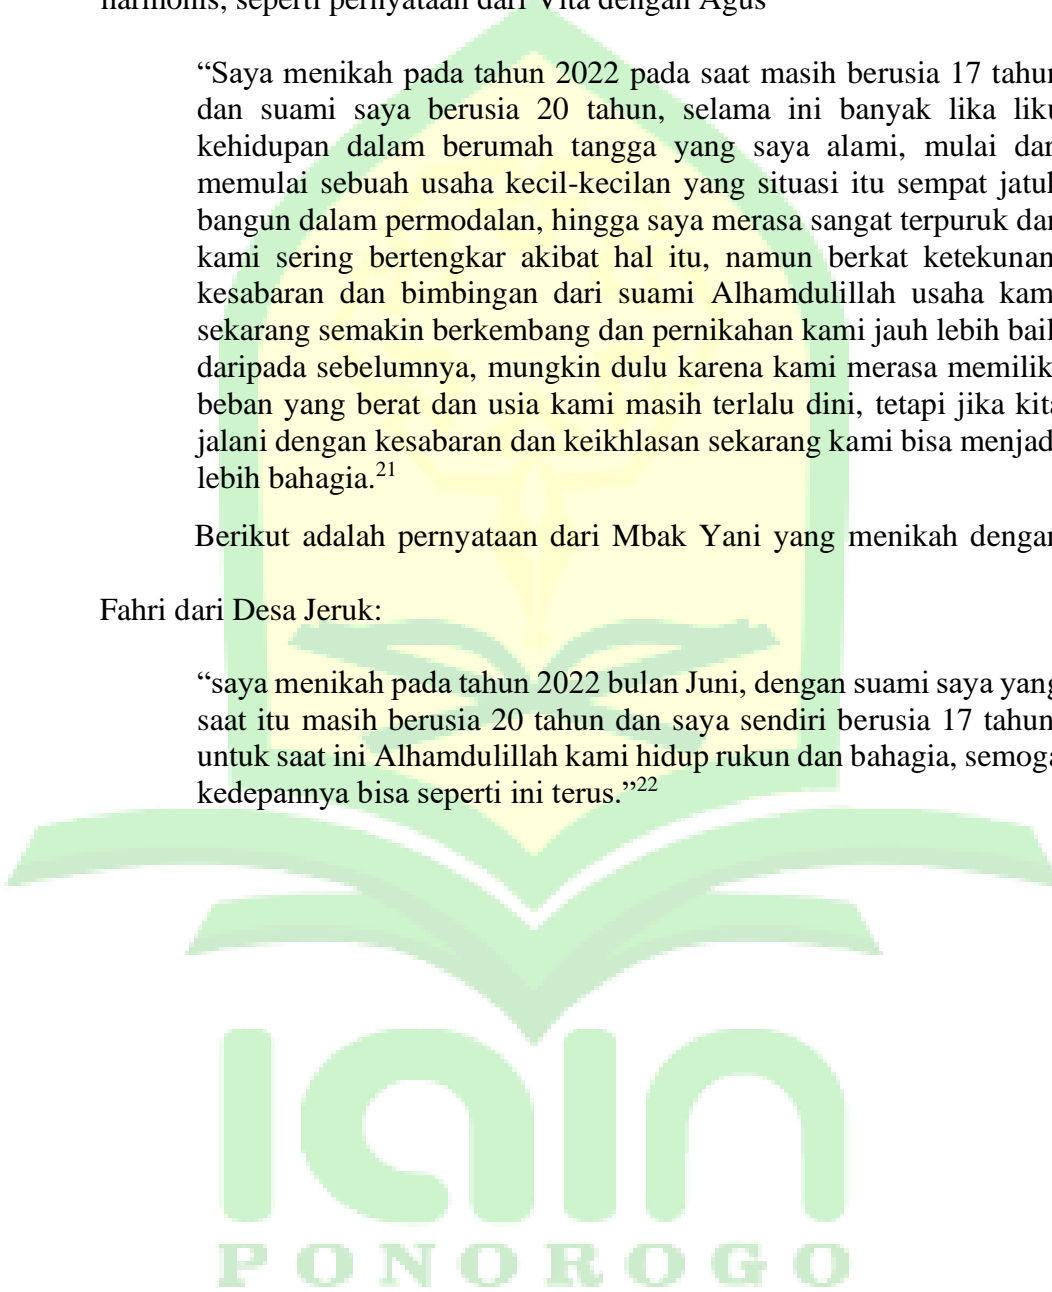 harmonis, seperti pernyataan dari Vita dengan Agus
“Saya menikah pada tahun 2022 pada saat masih berusia 17 tahun
dan suami saya berusia 20 tahun, selama ini banyak lika liku
kehidupan dalam berumah tangga yang saya alami, mulai dar
memulai sebuah usaha kecil-kecilan yang situasi itu sempat jatuh
bangun dalam permodalan, hingga saya merasa sangat terpuruk dan
kami sering bertengkar akibat hal itu, namun berkat ketekunan
kesabaran dan bimbingan dari suami Alhamdulillah usaha kam
sekarang semakin berkembang dan pernikahan kami jauh lebih baik
daripada sebelumnya, mungkin dulu karena kami merasa memilik
beban yang berat dan usia kami masih terlalu dini, tetapi jika kita
jalani dengan kesabaran dan keikhlasan sekarang kami bisa menjad
lebih bahagia.21
Berikut adalah pernyataan dari Mbak Yani yang menikah dengan
Fahri dari Desa Jeruk:
“saya menikah pada tahun 2022 bulan Juni, dengan suami saya yang
saat itu masih berusia 20 tahun dan saya sendiri berusia 17 tahun
untuk saat ini Alhamdulillah kami hidup rukun dan bahagia, semoga
kedepannya bisa seperti ini terus.”22
iain
PONOROGO